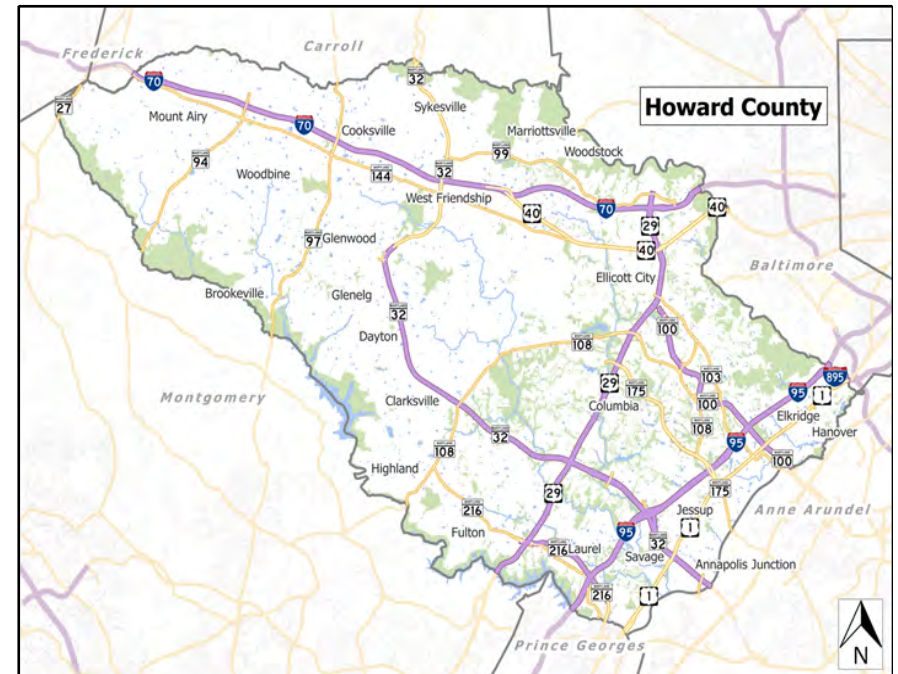 Frederick
Carroll
Howard County
70
32
27
Sykesville
Mount Airy
70
Cooksville
Marriottsville
99
Woodstock
94
144
32
Woodbine
West Friendship
40
70
40
29
97
Glenwood
40
Ellicott City
Baltimore
Brookeville
Glenelg
32
100
Dayton
108
103
895
29
175
95
1
Montgomery
Clarksville
Columbia
100
Elkridge
108
Hanover
32
95
108
100
Highland
29
175
216
Jessup
Anne Arundel
Fulton
95
1
216
Laurel
32
Savage
Annapolis Junction
216
1
Prince Georges
N